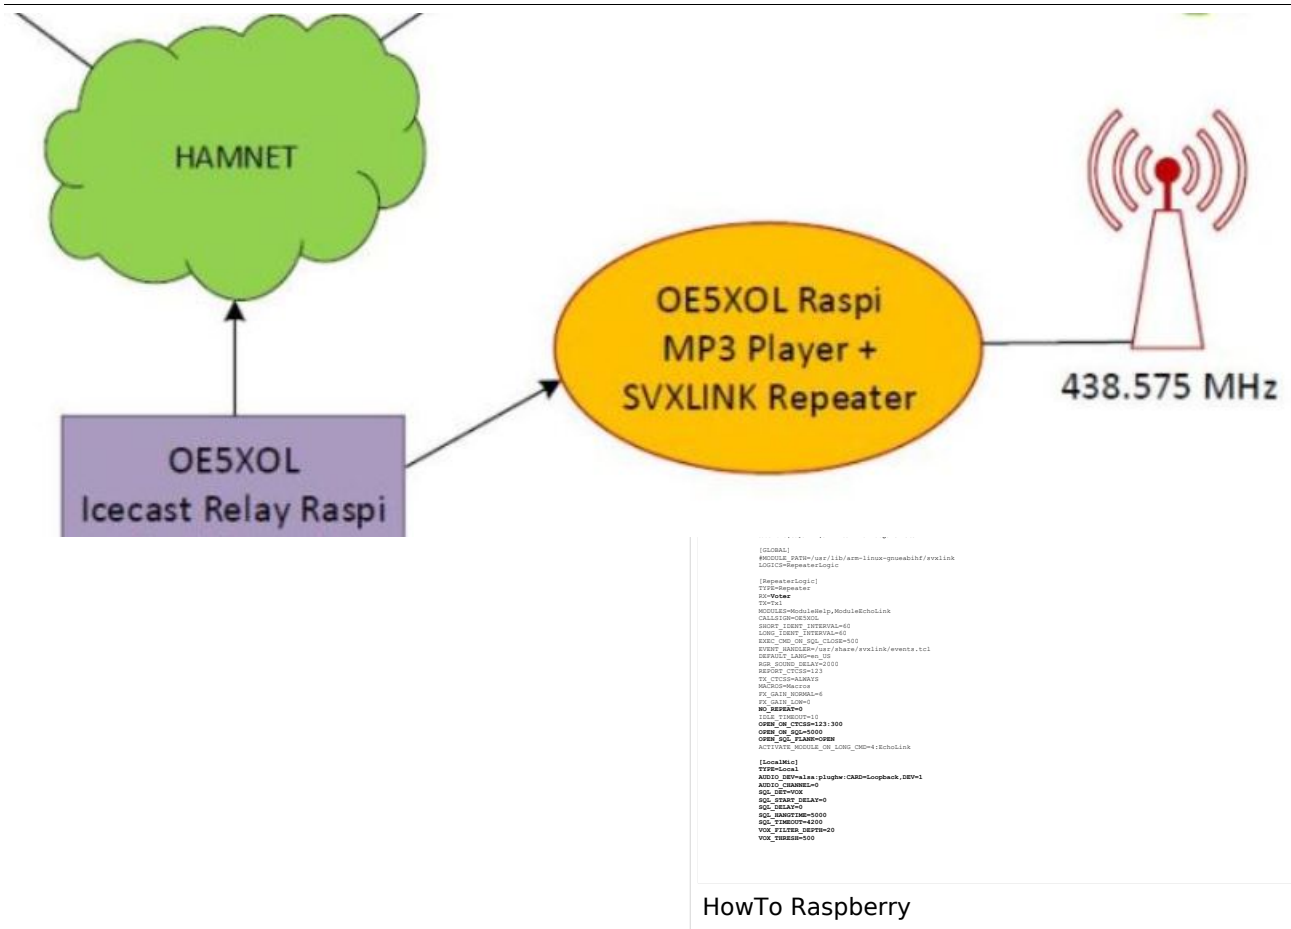 HAMNET
OE5XOL Raspi
MP3 Player +
SVXLINK Repeater
438.575 MHz
OE5XOL
Icecast Relay Raspi
[GLOBAL]
#MODULE_PATH=/usr/lib/arm-linux-gnueabihf/svxlink
LOGICS=RepeaterLogic
[RepeaterLogic]
TYPE=Repeater
RX=Voter
TX=Tx1
MODULES=ModuleHelp,ModuleEchoLink
CALLSIGN=OE5XOL
SHORT_IDENT_INTERVAL=60
LONG_IDENT_INTERVAL=60
EXEC_CMD_ON_SQL_CLOSE=500
EVENT_HANDLER=/usr/share/svxlink/events.tcl
DEFAULT_LANG=en_US
RGR_SOUND_DELAY=2000
REPORT_CTCSS=123
TX_CTCSS=ALWAYS
MACROS=Macros
FX_GAIN_NORMAL=6
FX_GAIN_LOW=0
NO_REPEAT=0
IDLE_TIMEOUT=10
OPEN_ON_CTCSS=123:300
OPEN_ON_SQL=5000
OPEN_SQL_FLANK=OPEN
ACTIVATE_MODULE_ON_LONG_CMD=4:EchoLink
[LocalMic]
TYPE=Local
AUDIO_DEV=alsa:plughw:CARD=Loopback,DEV=1
AUDIO_CHANNEL=0
SQL_DET=VOX
SQL_START_DELAY=0
SQL_DELAY=0
SQL_HANGTIME=5000
SQL_TIMEOUT=4200
VOX_FILTER_DEPTH=20
VOX_THRESH=500
HowTo Raspberry